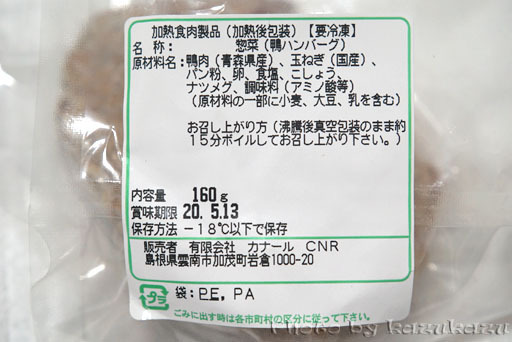 加熱食肉製品（加熱後包装）【要冷凍】
名　称：　　　惣菜（鴨ハンバーグ）
原材料名：鴨肉（青森県産）、玉ねぎ（国産）、
パン粉、卵、食塩、こしょう、
ナツメグ、調味料（アミノ酸等）
（原材料の一部に小麦、大豆、乳を含む）
お召し上がり方（沸騰後真空包装のまま約
１５分ボイルしてお召し上がり下さい。）
内容量　160g
賞味期限 20. 5.13
保存方法 －18℃以下で保存
販売者　有限会社　カナール　ＣＮＲ
島根県雲南市加茂町岩倉1000-20
プラ 袋：ＰＥ，ＰＡ
ごみに出す時は各市町村の区分に従って下さい。
Photo by kazukazu